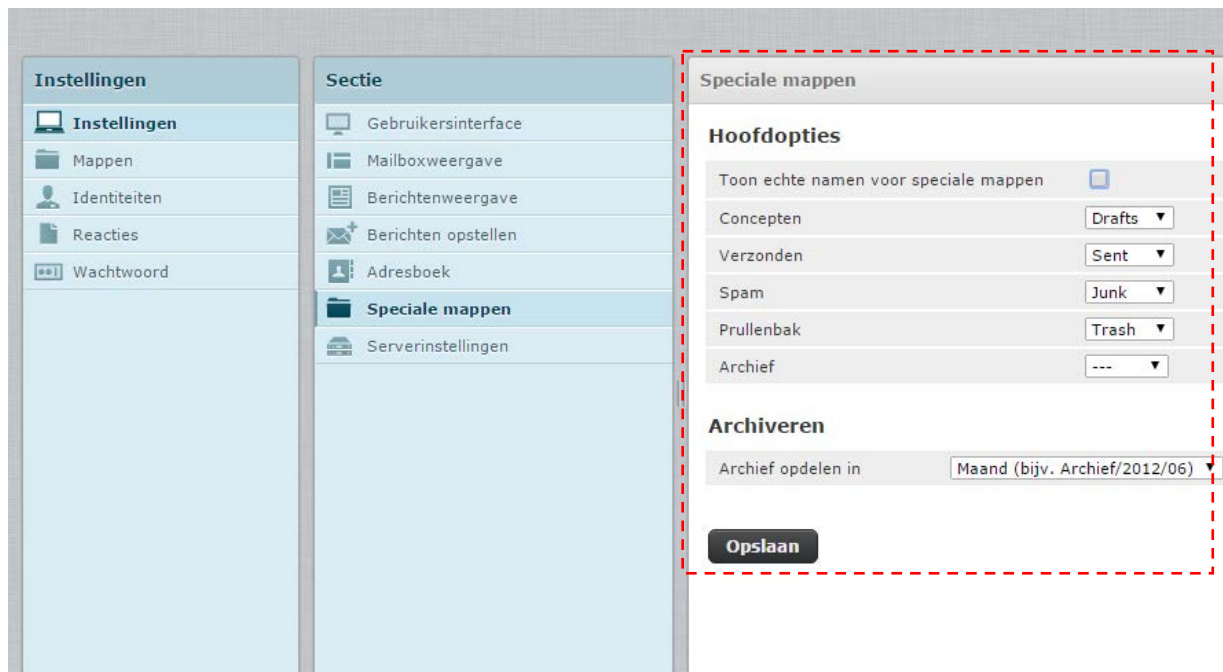 Instellingen
Instellingen
Mappen
Identiteiten
Reacties
Wachtwoord
Sectie
Gebruikersinterface
Mailboxweergave
Berichtenweergave
Berichten opstellen
Adresboek
Speciale mappen
Serverinstellingen
Speciale mappen
Hoofdopties
Toon echte namen voor speciale mappen
Concepten Drafts
Verzonden Sent
Spam Junk
Prullenbak Trash
Archief ---
Archiveren
Archief opdelen in Maand (bijv. Archief/2012/06)
Opslaan